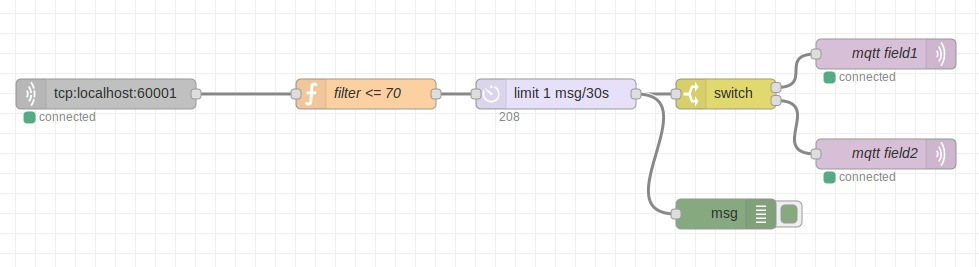 mqtt field1
connected
tcp:localhost:60001
connected
filter <= 70
limit 1 msg/30s
208
switch
mqtt field2
connected
msg